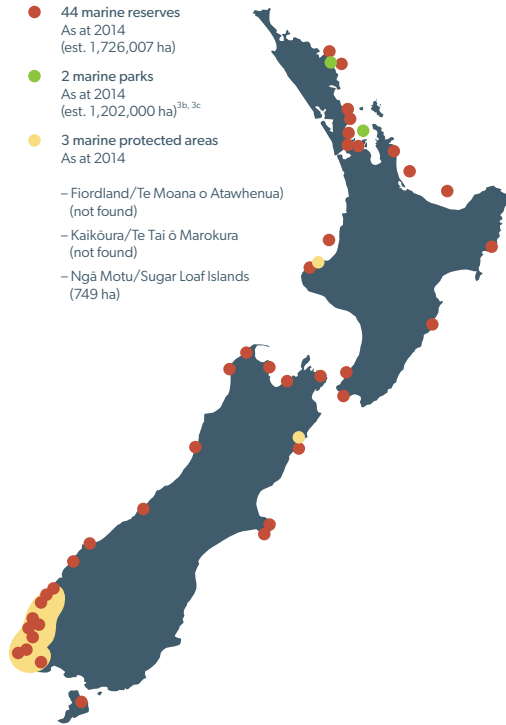 44 marine reserves
As at 2014
(est. 1,726,007 ha)
2 marine parks
As at 2014
(est. 1,202,000 ha)3b, 3c
3 marine protected areas
As at 2014
– Fiordland/Te Moana o Atawhenua)
(not found)
– Kaikōura/Te Tai ō Marokura
(not found)
– Ngā Motu/Sugar Loaf Islands
(749 ha)